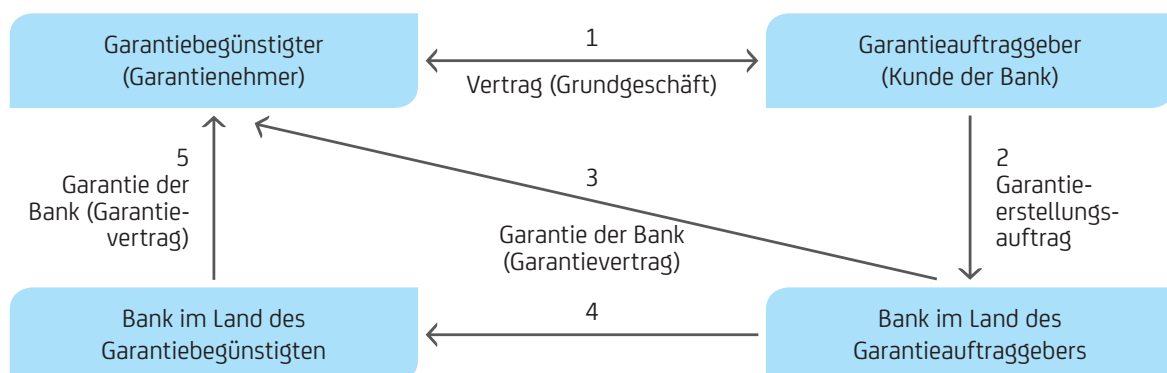 Garantiebegünstigter
(Garantienehmer)
1
Vertrag (Grundgeschäft)
Garantieauftraggeber
(Kunde der Bank)
5
Garantie der
Bank (Garantie-
vertrag)
3
Garantie der Bank
(Garantievertrag)
2
Garantie-
erstellungs-
auftrag
Bank im Land des
Garantiebegünstigten
4
Bank im Land des
Garantieauftraggebers